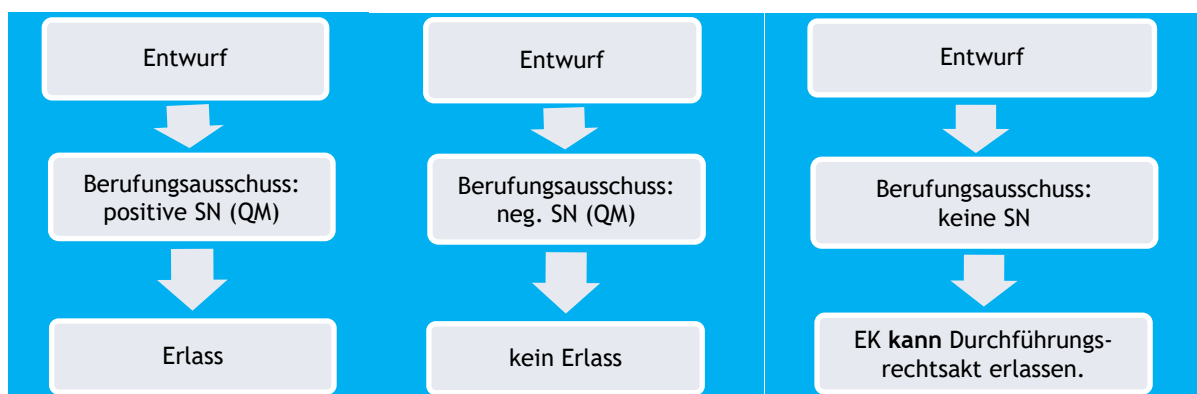 Entwurf
Berufungsausschuss:
positive SN (QM)
Erlass
Entwurf
Berufungsausschuss:
neg. SN (QM)
kein Erlass
Entwurf
Berufungsausschuss:
keine SN
EK kann Durchführungs-
rechtsakt erlassen.